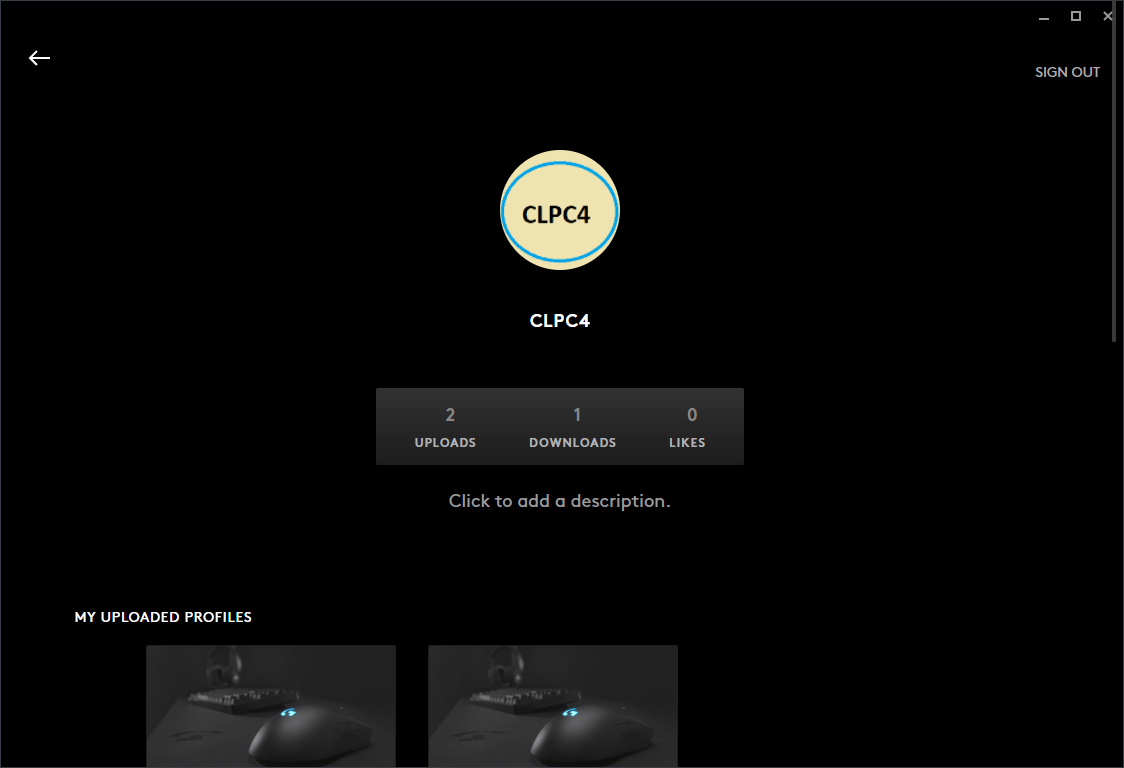 SIGN OUT
CLPC4
CLPC4
2 1 0
UPLOADS DOWNLOADS LIKES
Click to add a description.
MY UPLOADED PROFILES